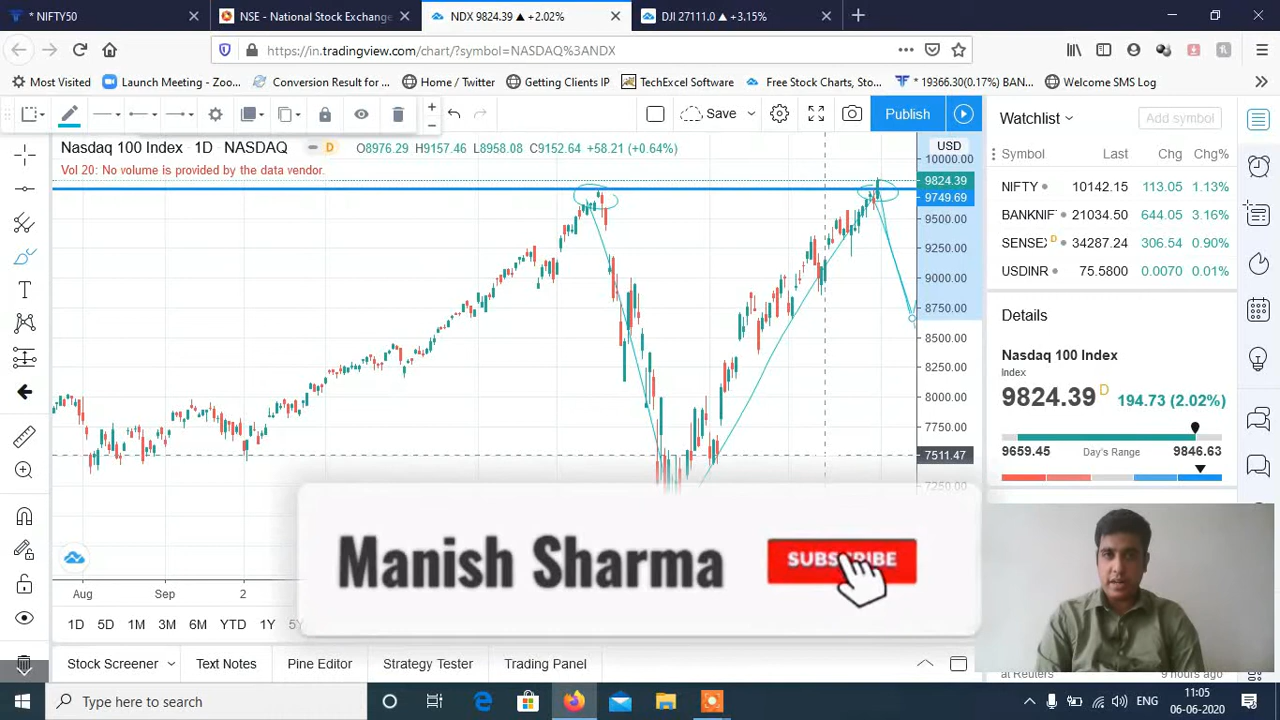 * NIFTY50
NSE - National Stock Exchange
NDX 9824.39 ▲ +2.02%
DJI 27111.0 ▲ +3.15%
https://in.tradingview.com/chart/?symbol=NASDAQ%3ANDX
Most Visited
Launch Meeting - Zoo...
Conversion Result for ...
Home / Twitter
Getting Clients IP
TechExcel Software
Free Stock Charts, Sto...
* 19366.30(0.17%) BAN...
Welcome SMS Log
Save
Publish
Watchlist
Add symbol
Nasdaq 100 Index · 1D · NASDAQ
D
O8976.29 H9157.46 L8958.08 C9152.64 +58.21 (+0.64%)
USD
Vol 20: No volume is provided by the data vendor.
10000.00
9824.39
9749.69
9500.00
9250.00
9000.00
8750.00
8500.00
8250.00
8000.00
7750.00
7511.47
7250.00
Symbol Last Chg Chg%
NIFTY 10142.15 113.05 1.13%
BANKNIF 21034.50 644.05 3.16%
SENSEX D 34287.24 306.54 0.90%
USDINR 75.5800 0.0070 0.01%
Details
Nasdaq 100 Index
Index
9824.39 D 194.73 (2.02%)
9659.45 Day's Range 9846.63
Manish Sharma
SUBSCRIBE
Aug Sep 2
1D 5D 1M 3M 6M YTD 1Y
Stock Screener
Text Notes
Pine Editor
Strategy Tester
Trading Panel
at Reuters
9 hours ago
Type here to search
ENG
11:05
06-06-2020